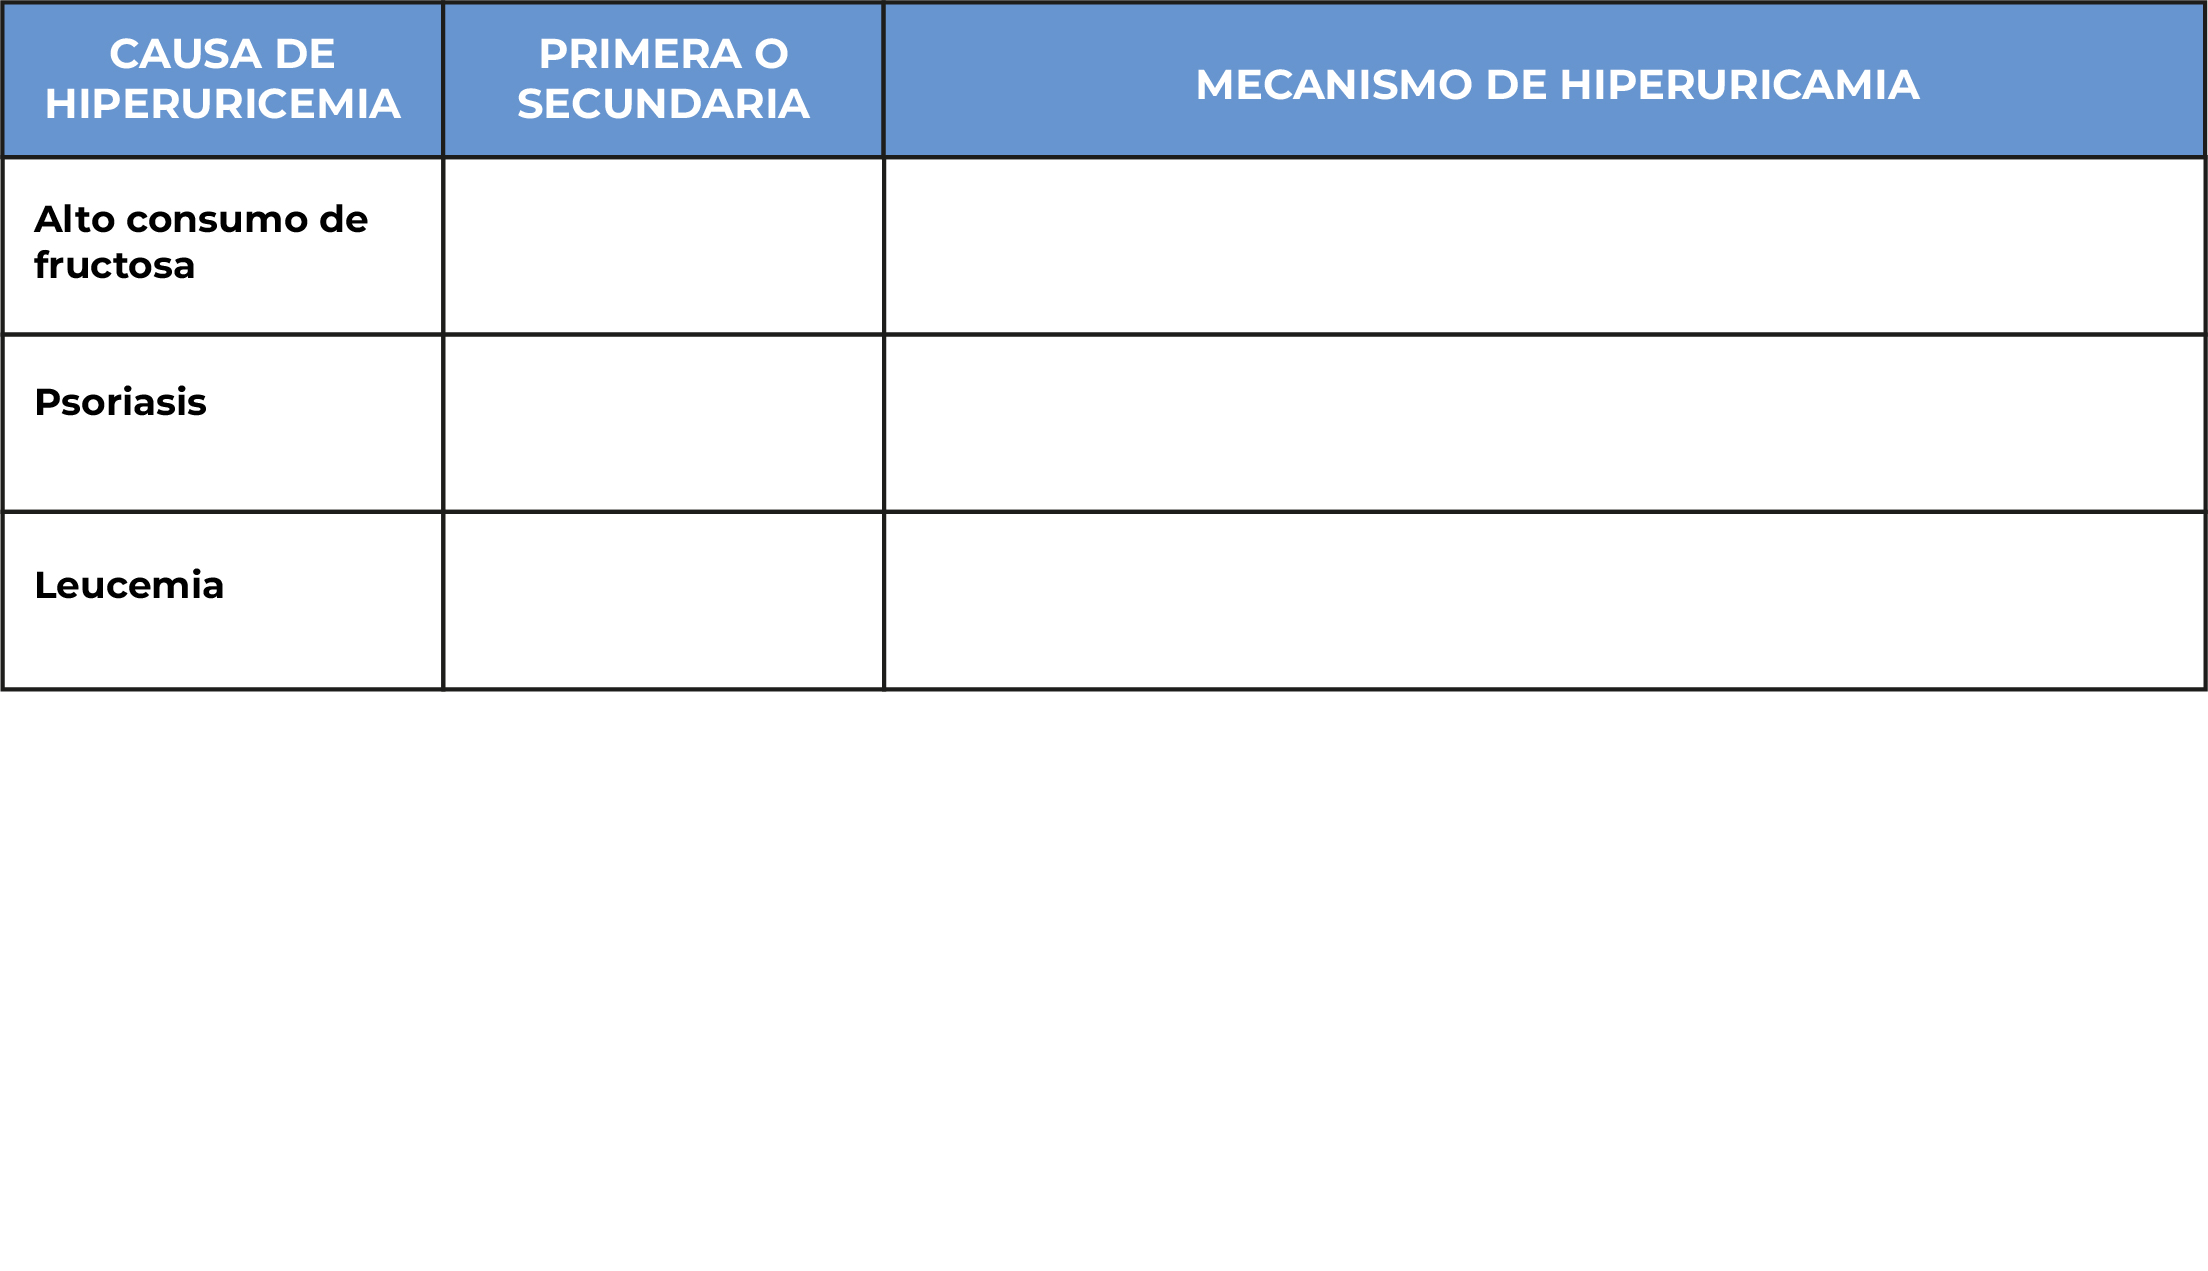 CAUSA DE
HIPERURICEMIA
PRIMERA O
SECUNDARIA
MECANISMO DE HIPERURICAMIA
Alto consumo de
fructosa
Psoriasis
Leucemia